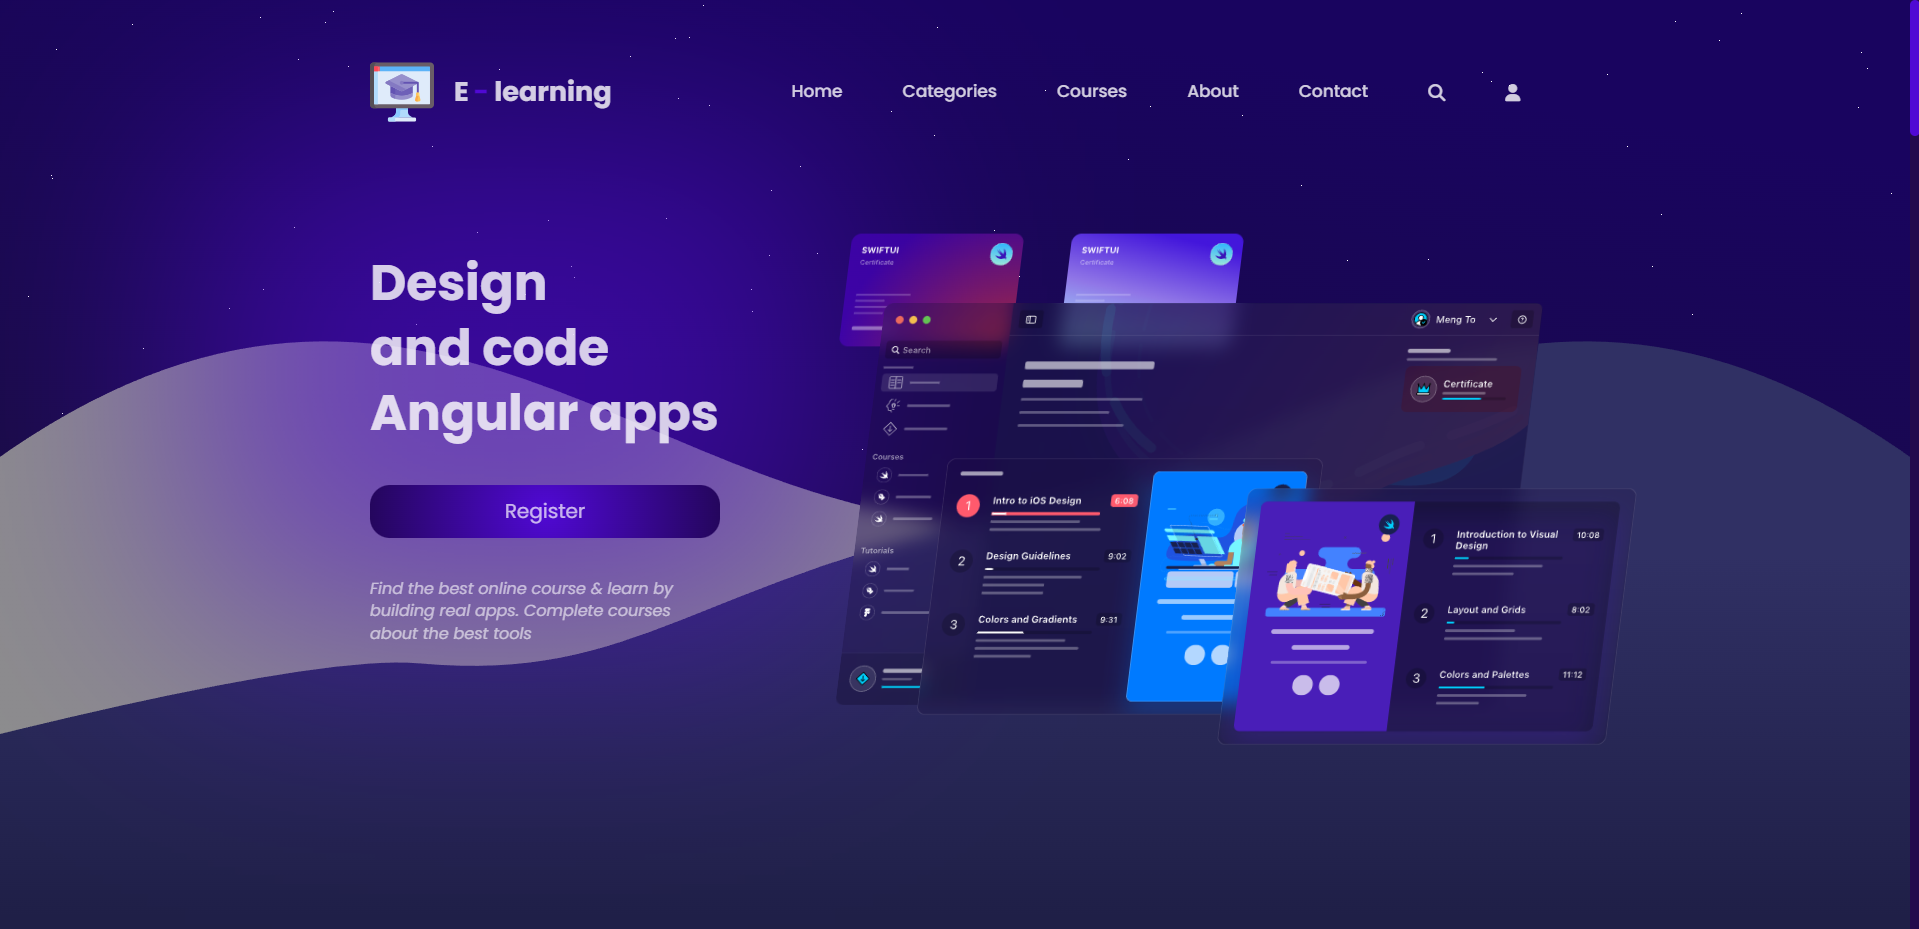 E - learning
Home
Categories
Courses
About
Contact
Design
and code
Angular apps
Register
Find the best online course & learn by
building real apps. Complete courses
about the best tools
SWIFTUI
Certificate
SWIFTUI
Certificate
Meng To
Search
Certificate
Courses
Tutorials
1 Intro to iOS Design 6:08
2 Design Guidelines 9:02
3 Colors and Gradients 9:31
1 Introduction to Visual 10:08
Design
2 Layout and Grids 8:02
3 Colors and Palettes 11:12